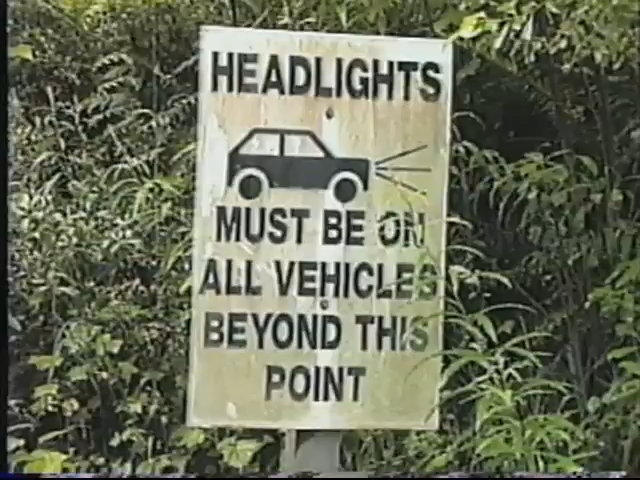 HEADLIGHTS
MUST BE ON
ALL VEHICLES
BEYOND THIS
POINT